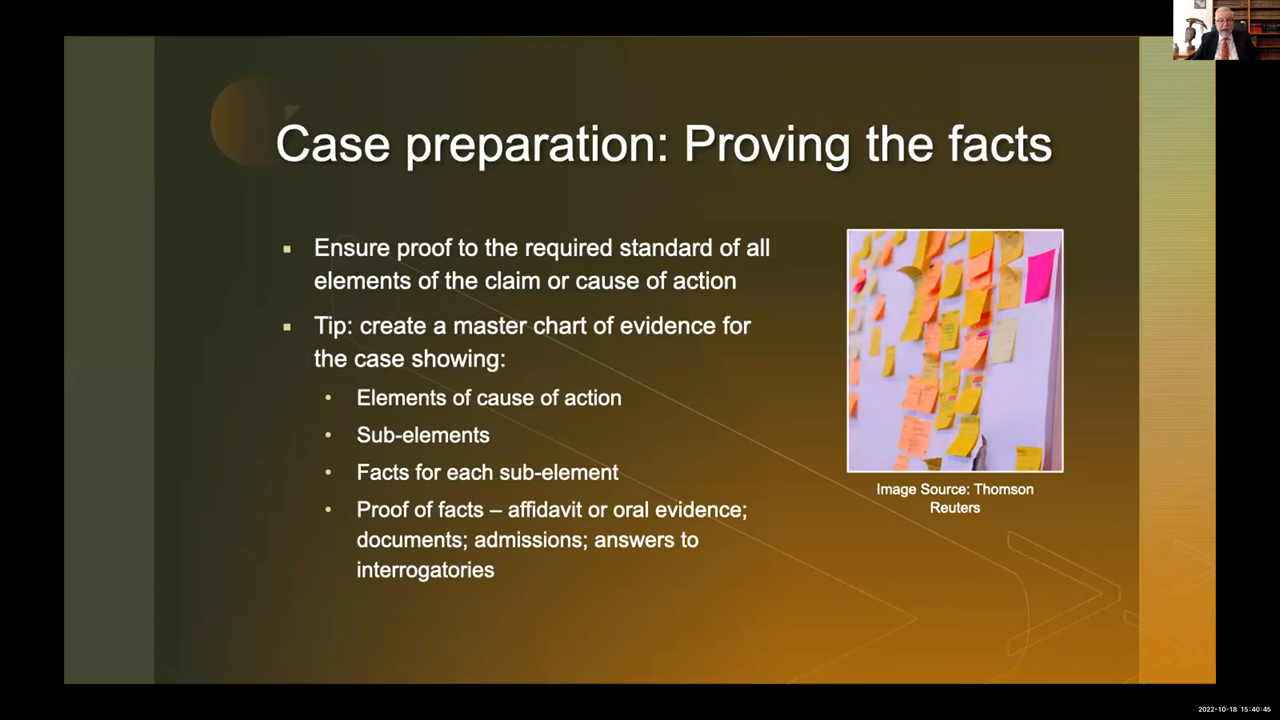 Case preparation: Proving the facts
Ensure proof to the required standard of all
elements of the claim or cause of action
Tip: create a master chart of evidence for
the case showing:
Elements of cause of action
Sub-elements
Facts for each sub-element
Proof of facts – affidavit or oral evidence;
documents; admissions; answers to
interrogatories
Image Source: Thomson
Reuters
2022-10-18 15:40:45